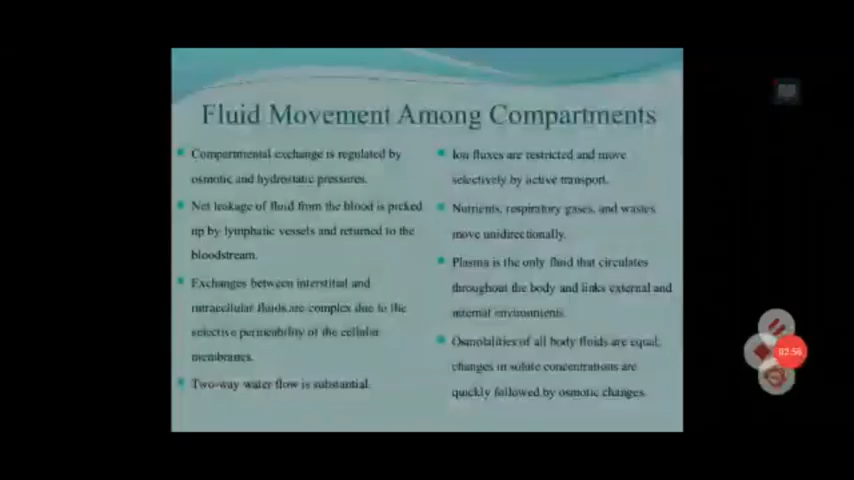 Fluid Movement Among Compartments
Compartmental exchange is regulated by
osmotic and hydrostatic pressures.
Net leakage of fluid from the blood is picked
up by lymphatic vessels and returned to the
bloodstream.
Exchanges between interstitial and
intracellular fluids are complex due to the
selective permeability of the cellular
membranes.
Two-way water flow is substantial.
Ion fluxes are restricted and move
selectively by active transport.
Nutrients, respiratory gases, and wastes
move unidirectionally.
Plasma is the only fluid that circulates
throughout the body and links external and
internal environments.
Osmolalities of all body fluids are equal;
changes in solute concentrations are
quickly followed by osmotic changes.
02:56